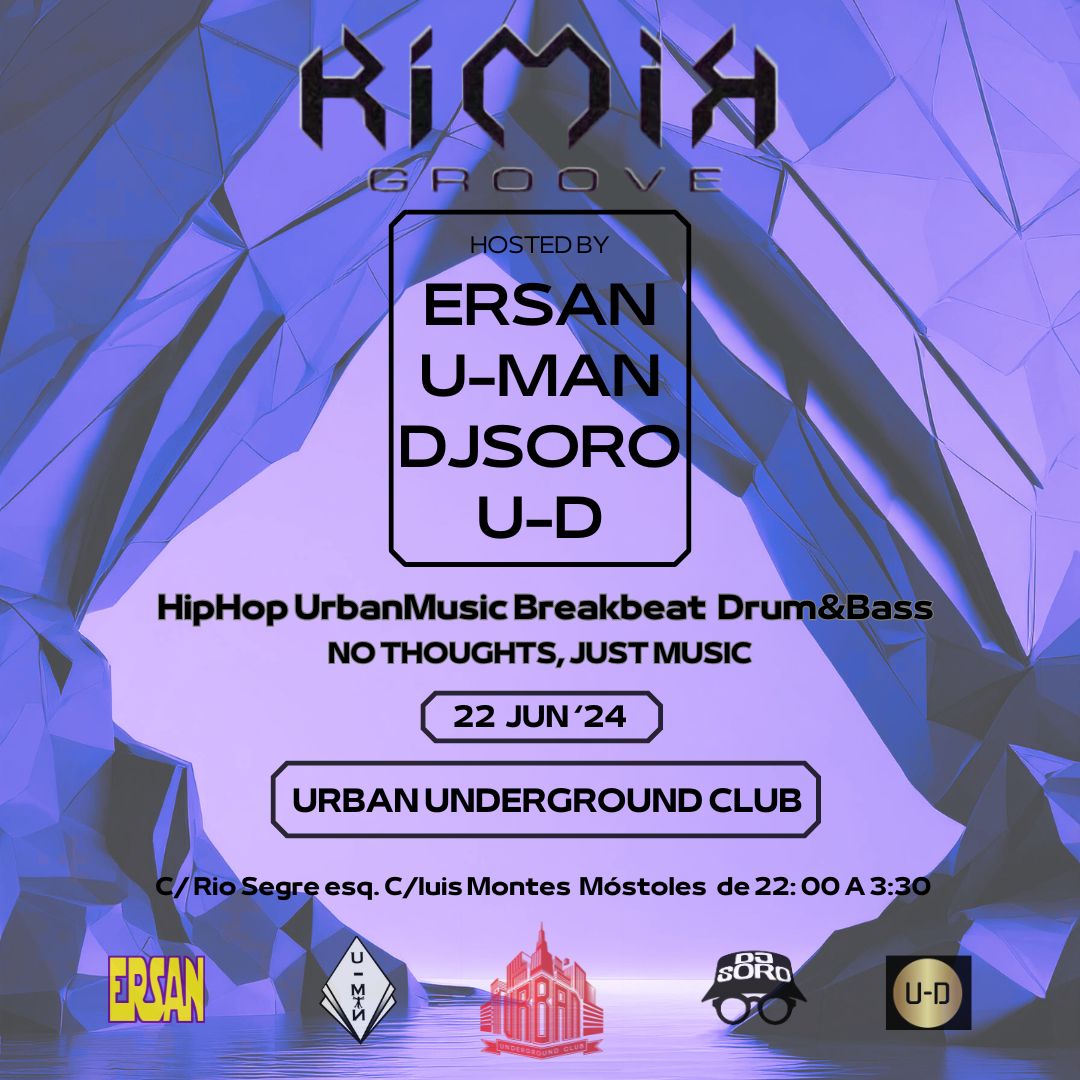 KiMiK
GROOVE
HOSTED BY
ERSAN
U-MAN
DJSORO
U-D
HipHop UrbanMusic Breakbeat Drum&Bass
NO THOUGHTS, JUST MUSIC
22 JUN ‘24
URBAN UNDERGROUND CLUB
C/ Rio Segre esq. C/luis Montes Móstoles de 22: 00 A 3:30
ERSAN
U-MAN
URBAN
UNDERGROUND CLUB
DJ
SORO
U-D